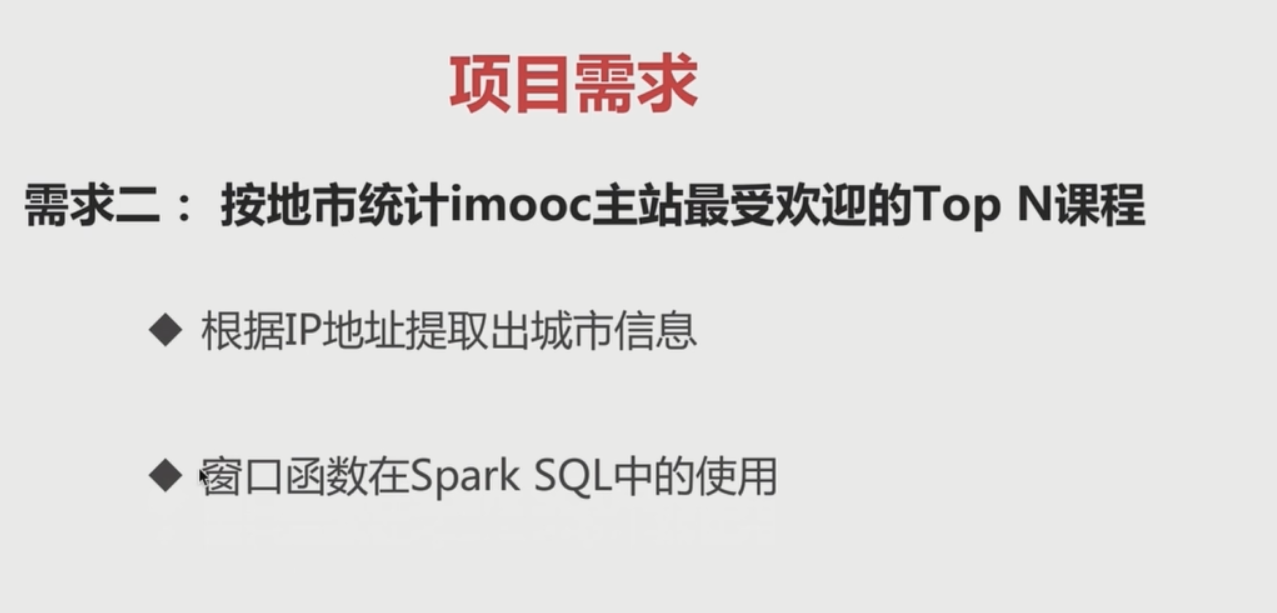 项目需求
需求二： 按地市统计imooc主站最受欢迎的Top N课程
◆ 根据IP地址提取出城市信息
◆ 窗口函数在Spark SQL中的使用